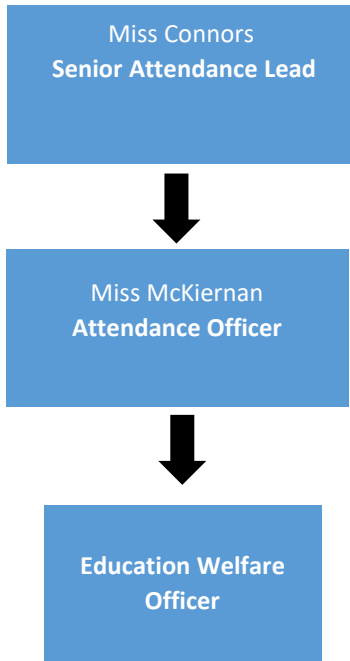 Miss Connors
Senior Attendance Lead
Miss McKiernan
Attendance Officer
Education Welfare
Officer